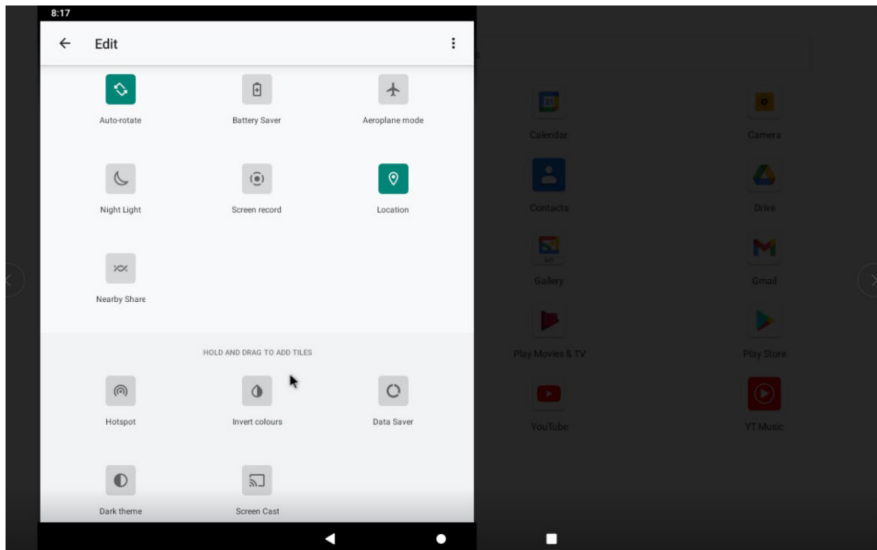 8:17
Edit
Auto-rotate
Battery Saver
Aeroplane mode
Night Light
Screen record
Location
Nearby Share
HOLD AND DRAG TO ADD TILES
Hotspot
Invert colours
Data Saver
Dark theme
Screen Cast
Calendar
Camera
Contacts
Drive
Gallery
Gmail
Play Movies & TV
Play Store
YouTube
YT Music